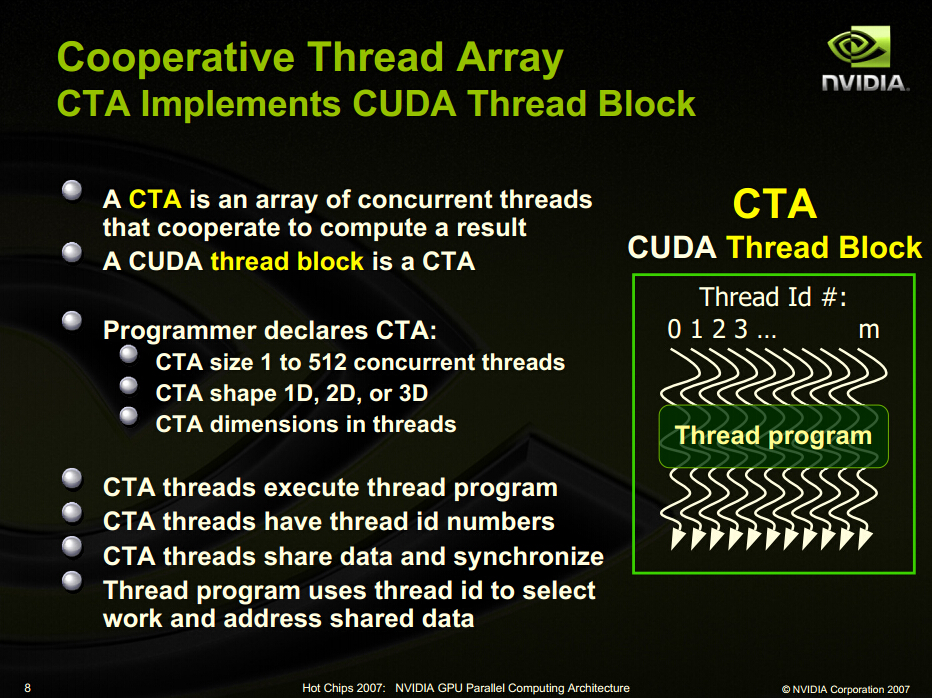 Cooperative Thread Array
CTA Implements CUDA Thread Block
NVIDIA.
A CTA is an array of concurrent threads
that cooperate to compute a result
A CUDA thread block is a CTA
Programmer declares CTA:
CTA size 1 to 512 concurrent threads
CTA shape 1D, 2D, or 3D
CTA dimensions in threads
CTA threads execute thread program
CTA threads have thread id numbers
CTA threads share data and synchronize
Thread program uses thread id to select
work and address shared data
CTA
CUDA Thread Block
Thread Id #:
0 1 2 3 … m
Thread program
8
Hot Chips 2007: NVIDIA GPU Parallel Computing Architecture
© NVIDIA Corporation 2007